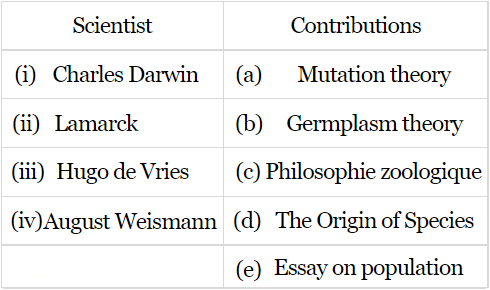 Scientist Contributions
(i) Charles Darwin (a) Mutation theory
(ii) Lamarck (b) Germplasm theory
(iii) Hugo de Vries (c) Philosophie zoologique
(iv)August Weismann (d) The Origin of Species
(e) Essay on population